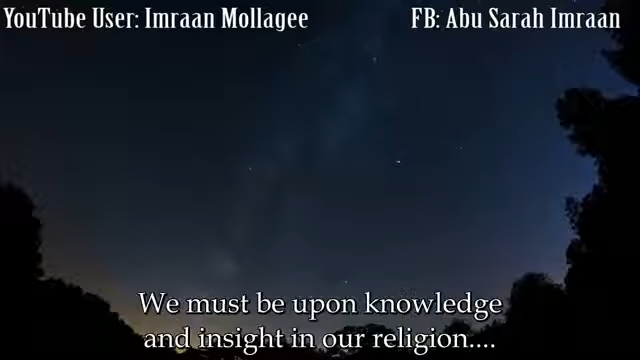 YouTube User: Imraan Mollagee
FB: Abu Sarah Imraan
We must be upon knowledge
and insight in our religion....